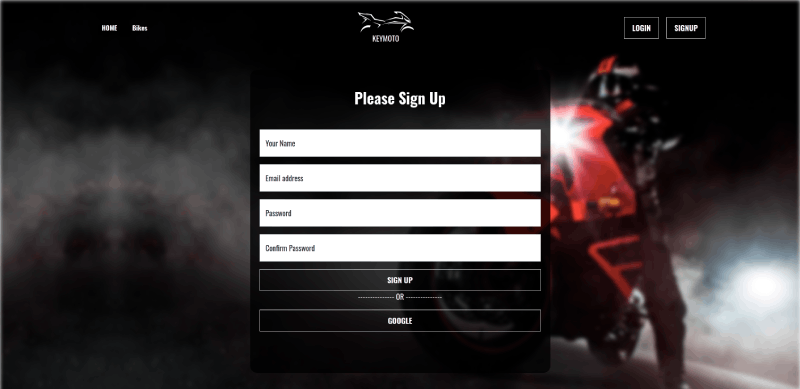 HOME
Bikes
KEYMOTO
LOGIN
SIGNUP
Please Sign Up
Your Name
Email address
Password
Confirm Password
SIGN UP
--------------- OR ---------------
GOOGLE